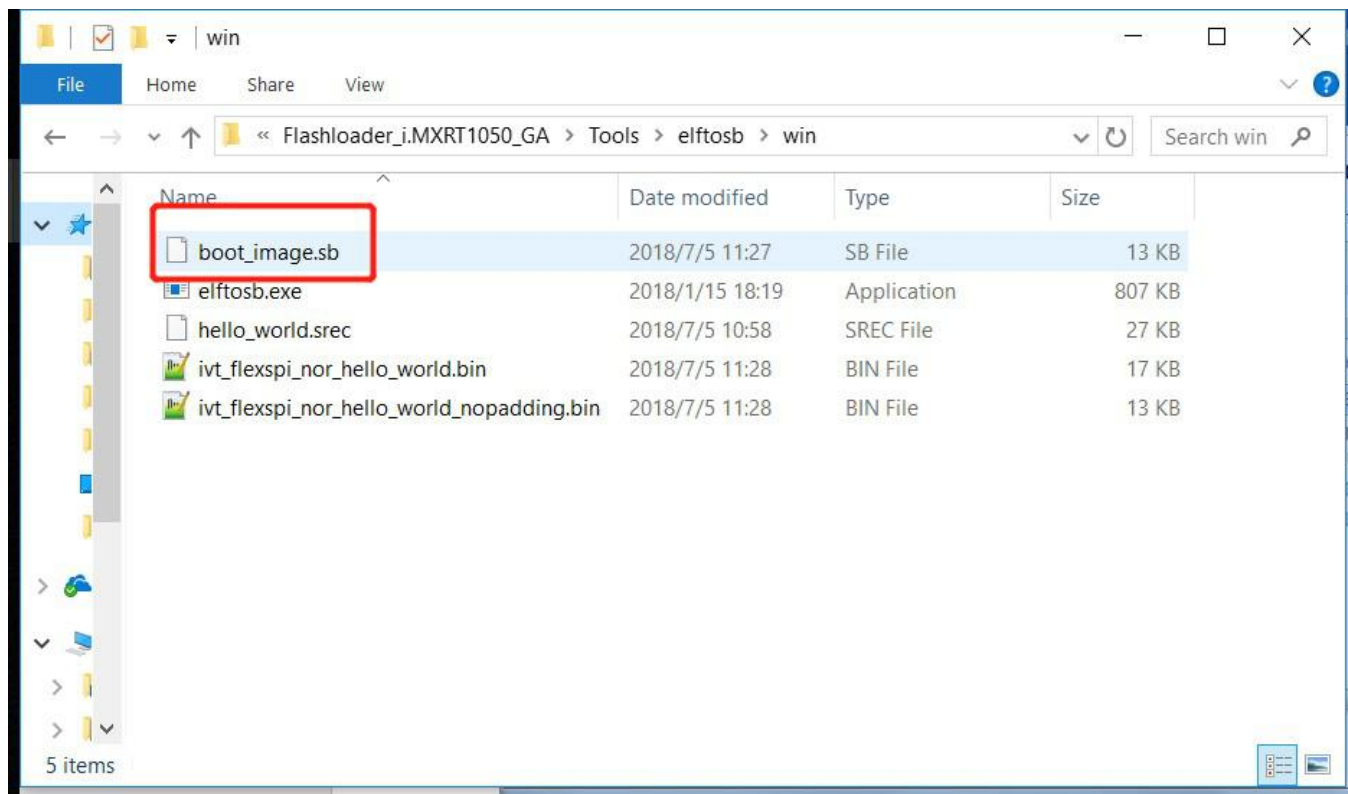 win
File Home Share View
« Flashloader_i.MXRT1050_GA > Tools > elftosb > win Search win
Name Date modified Type Size
boot_image.sb 2018/7/5 11:27 SB File 13 KB
elftosb.exe 2018/1/15 18:19 Application 807 KB
hello_world.srec 2018/7/5 10:58 SREC File 27 KB
ivt_flexspi_nor_hello_world.bin 2018/7/5 11:28 BIN File 17 KB
ivt_flexspi_nor_hello_world_nopadding.bin 2018/7/5 11:28 BIN File 13 KB
5 items